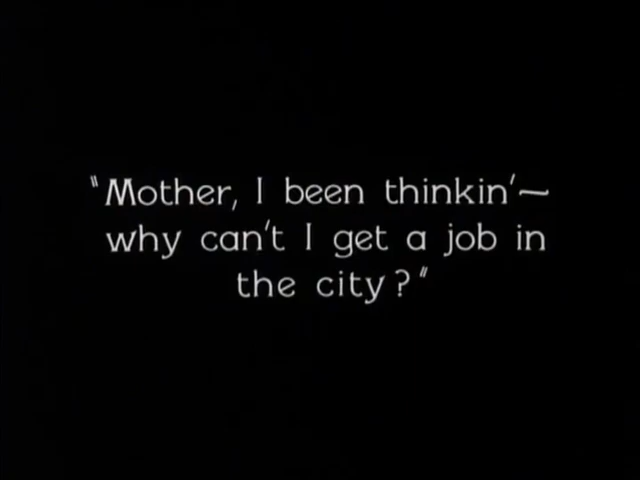 "Mother, I been thinkin'—
why can't I get a job in
the city?"